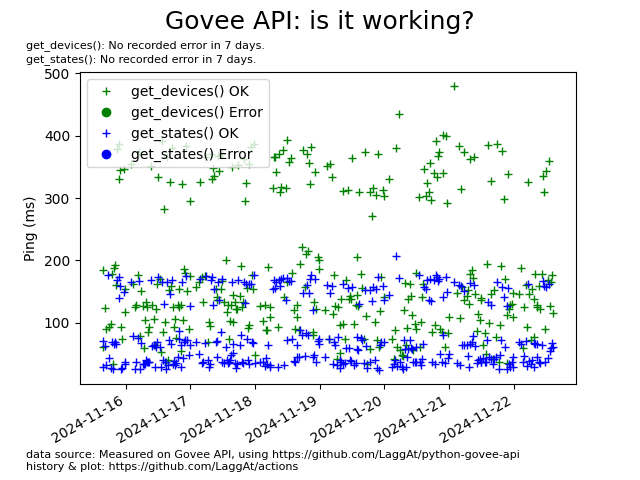 Govee API: is it working?
get_devices(): No recorded error in 7 days.
get_states(): No recorded error in 7 days.
500
400
300
200
100
Ping (ms)
get_devices() OK
get_devices() Error
get_states() OK
get_states() Error
2024-11-16
2024-11-17
2024-11-18
2024-11-19
2024-11-20
2024-11-21
2024-11-22
data source: Measured on Govee API, using https://github.com/LaggAt/python-govee-api
history & plot: https://github.com/LaggAt/actions